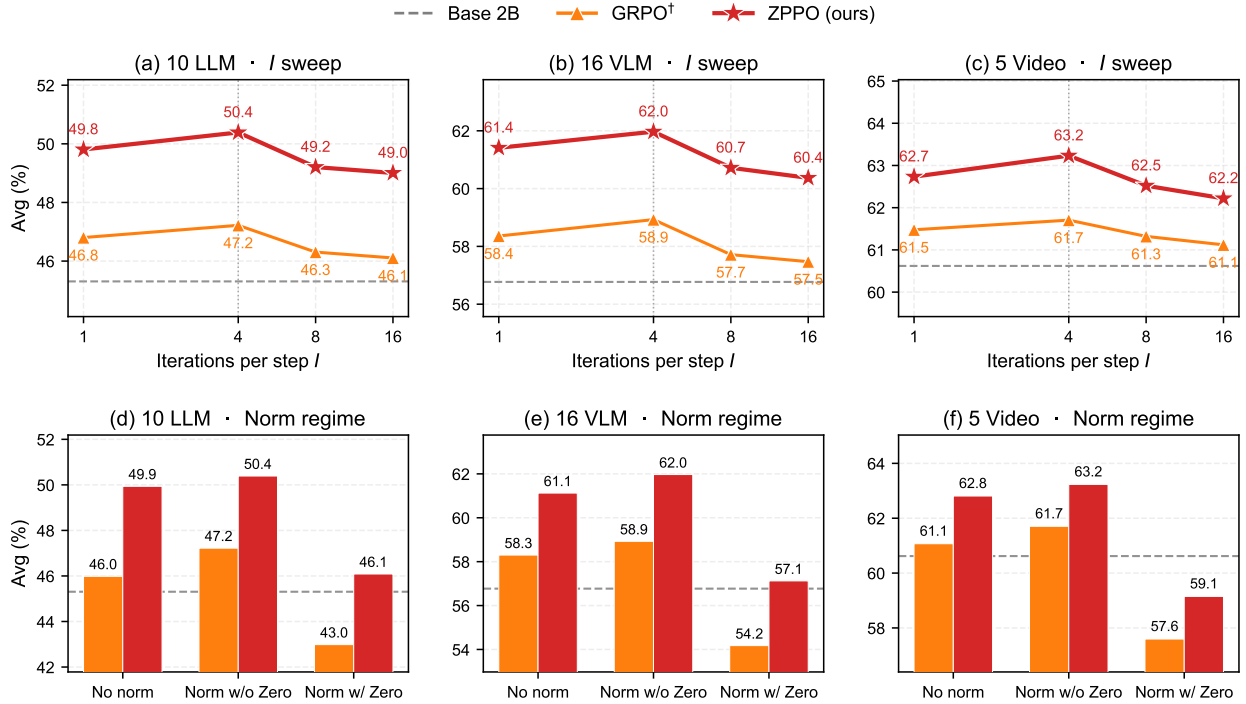 Base 2B GRPO† ZPPO (ours)
(a) 10 LLM · I sweep
Avg (%)
52
50
48
46
49.8 50.4 49.2 49.0
46.8 47.2 46.3 46.1
1 4 8 16
Iterations per step I
(b) 16 VLM · I sweep
62
60
58
56
61.4 62.0 60.7 60.4
58.4 58.9 57.7 57.5
1 4 8 16
Iterations per step I
(c) 5 Video · I sweep
65
64
63
62
61
60
62.7 63.2 62.5 62.2
61.5 61.7 61.3 61.1
1 4 8 16
Iterations per step I
(d) 10 LLM · Norm regime
Avg (%)
52
50
48
46
44
42
46.0 49.9 47.2 50.4 43.0 46.1
No norm Norm w/o Zero Norm w/ Zero
(e) 16 VLM · Norm regime
62
60
58
56
54
58.3 61.1 58.9 62.0 54.2 57.1
No norm Norm w/o Zero Norm w/ Zero
(f) 5 Video · Norm regime
64
62
60
58
61.1 62.8 61.7 63.2 57.6 59.1
No norm Norm w/o Zero Norm w/ Zero